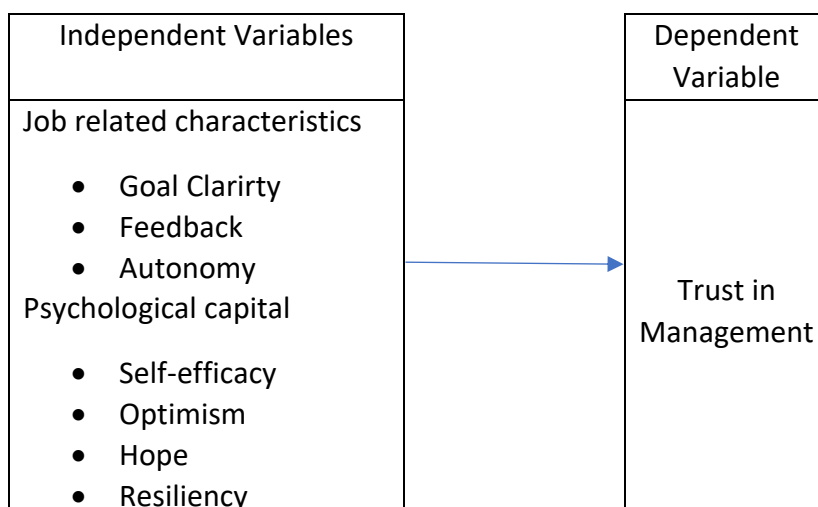 Independent Variables
Job related characteristics
• Goal Clarirty
• Feedback
• Autonomy
Psychological capital
• Self-efficacy
• Optimism
• Hope
• Resiliency
Dependent
Variable
Trust in
Management